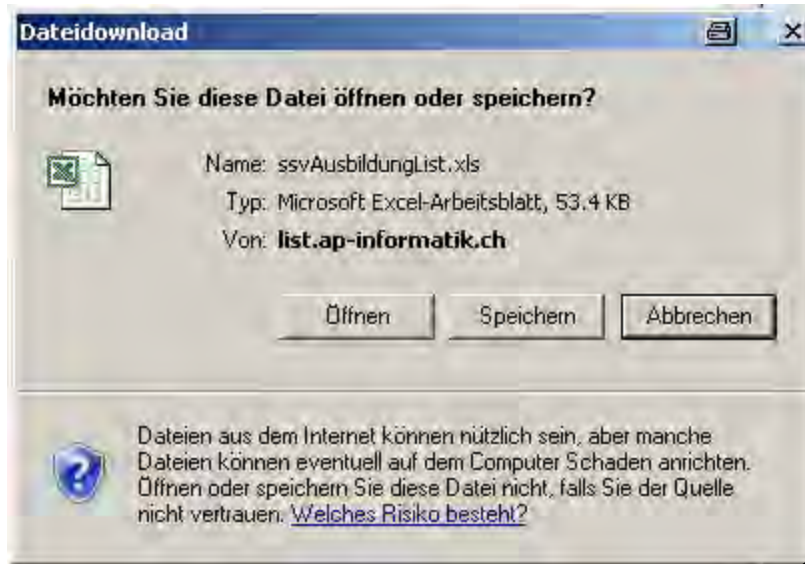 Dateidownload
Möchten Sie diese Datei öffnen oder speichern?
Name: ssvAusbildungList.xls
Typ: Microsoft Excel-Arbeitsblatt, 53.4 KB
Von: list.ap-informatik.ch
Öffnen Speichern Abbrechen
Dateien aus dem Internet können nützlich sein, aber manche
Dateien können eventuell auf dem Computer Schaden anrichten.
Öffnen oder speichern Sie diese Datei nicht, falls Sie der Quelle
nicht vertrauen. Welches Risiko besteht?